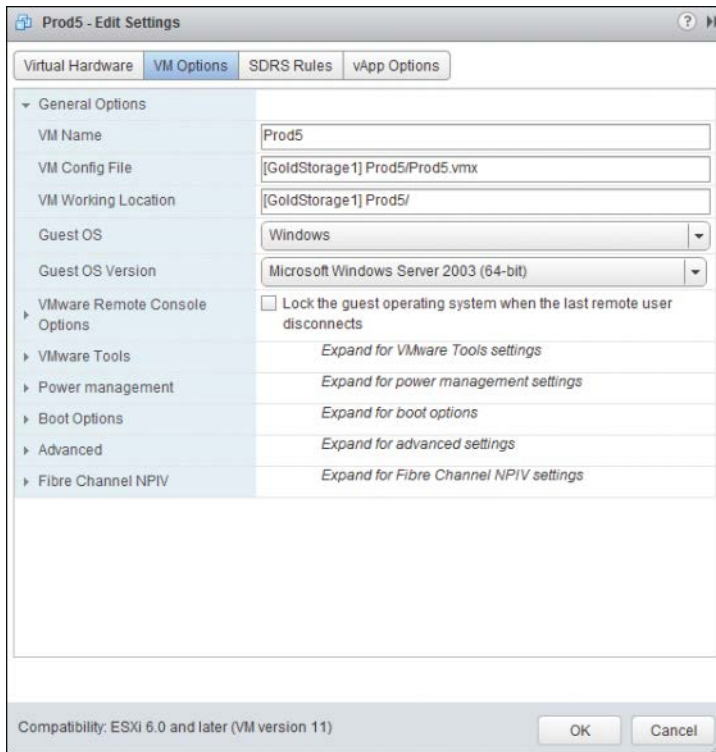 Prod5 - Edit Settings ?
Virtual Hardware VM Options SDRS Rules vApp Options
General Options
VM Name Prod5
VM Config File [GoldStorage1] Prod5/Prod5.vmx
VM Working Location [GoldStorage1] Prod5/
Guest OS Windows
Guest OS Version Microsoft Windows Server 2003 (64-bit)
VMware Remote Console Lock the guest operating system when the last remote user
Options disconnects
VMware Tools Expand for VMware Tools settings
Power management Expand for power management settings
Boot Options Expand for boot options
Advanced Expand for advanced settings
Fibre Channel NPIV Expand for Fibre Channel NPIV settings
Compatibility: ESXi 6.0 and later (VM version 11) OK Cancel